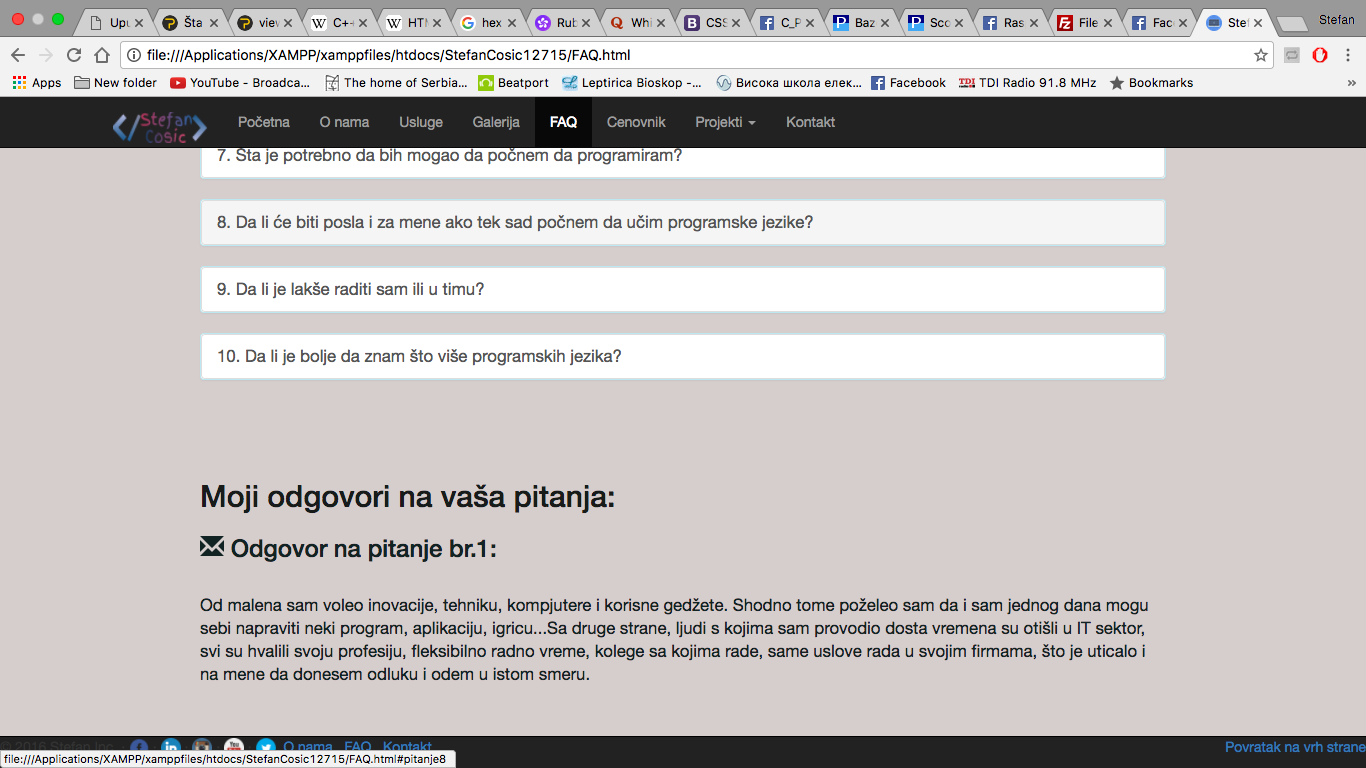 Upu
Šta
view
C++
HTM
hex
Rub
Whi
CSS
C_P
Baz
Sco
Ras
File
Fac
Stef
Stefan
file:///Applications/XAMPP/xamppfiles/htdocs/StefanCosic12715/FAQ.html
Apps New folder YouTube - Broadca... The home of Serbia... Beatport Leptirica Bioskop -... Висока школа елек... Facebook TDI Radio 91.8 MHz Bookmarks »
</Stefan Cosic> Početna O nama Usluge Galerija FAQ Cenovnik Projekti Kontakt
7. Šta je potrebno da bih mogao da počnem da programiram?
8. Da li će biti posla i za mene ako tek sad počnem da učim programske jezike?
9. Da li je lakše raditi sam ili u timu?
10. Da li je bolje da znam što više programskih jezika?
Moji odgovori na vaša pitanja:
Odgovor na pitanje br.1:
Od malena sam voleo inovacije, tehniku, kompjutere i korisne gedžete. Shodno tome poželeo sam da i sam jednog dana mogu
sebi napraviti neki program, aplikaciju, igricu...Sa druge strane, ljudi s kojima sam provodio dosta vremena su otišli u IT sektor,
svi su hvalili svoju profesiju, fleksibilno radno vreme, kolege sa kojima rade, same uslove rada u svojim firmama, što je uticalo i
na mene da donesem odluku i odem u istom smeru.
© 2016 Stefan Inc. O nama FAQ Kontakt Povratak na vrh strane
file:///Applications/XAMPP/xamppfiles/htdocs/StefanCosic12715/FAQ.html#pitanje8